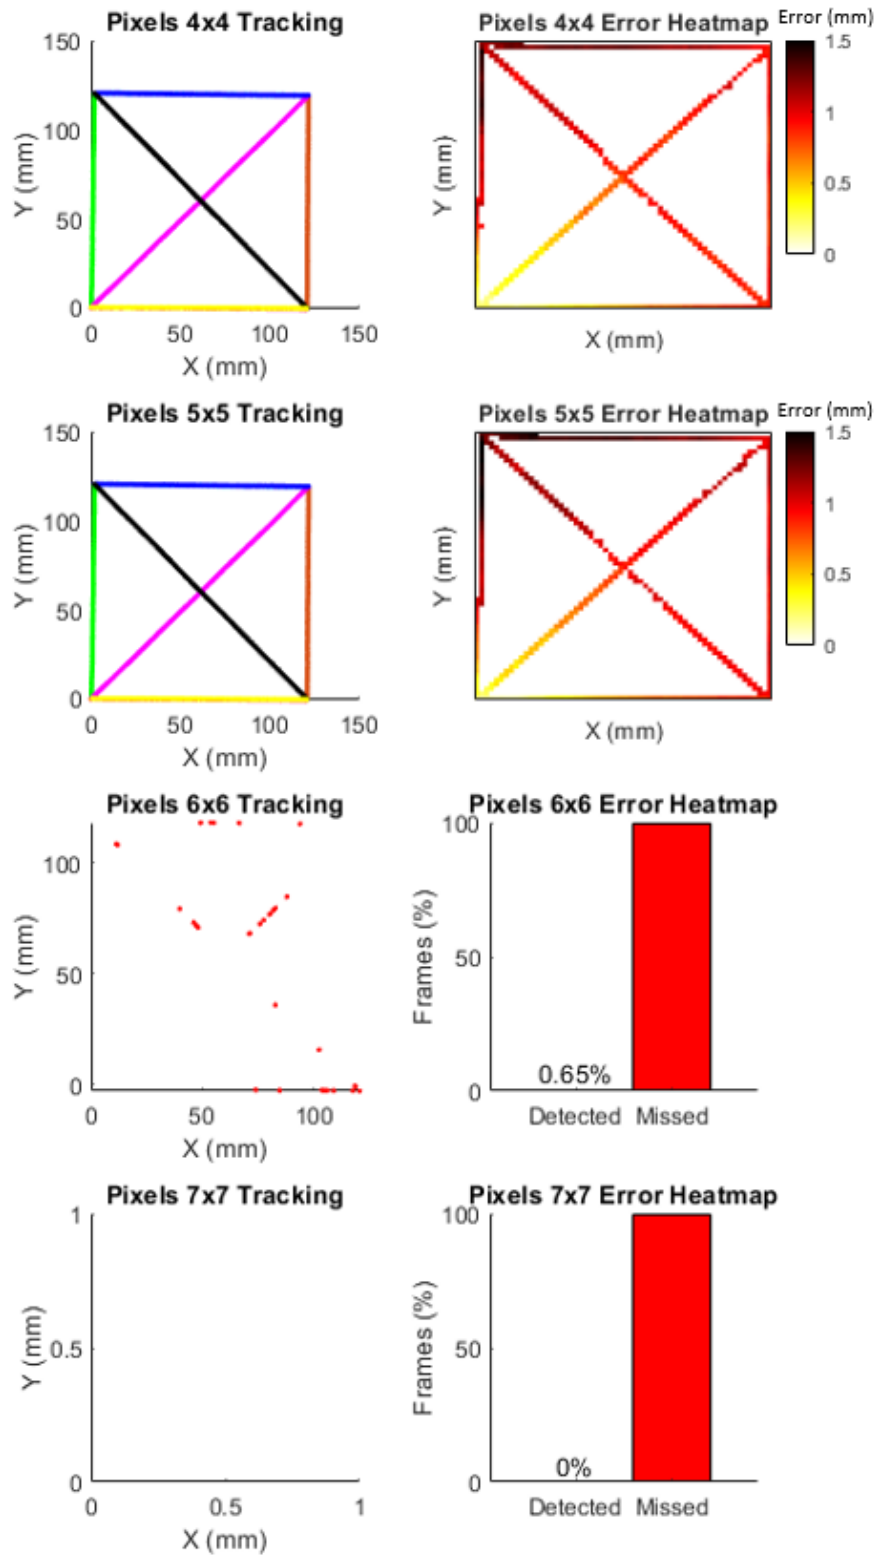 Pixels 4x4 Tracking
150
100
50
0
0 50 100 150
Y (mm)
X (mm)
Pixels 4x4 Error Heatmap
Error (mm)
1.5
1
0.5
0
Y (mm)
X (mm)
Pixels 5x5 Tracking
150
100
50
0
0 50 100 150
Y (mm)
X (mm)
Pixels 5x5 Error Heatmap
Error (mm)
1.5
1
0.5
0
Y (mm)
X (mm)
Pixels 6x6 Tracking
100
50
0
0 50 100
Y (mm)
X (mm)
Pixels 6x6 Error Heatmap
100
50
0
Frames (%)
0.65%
Detected Missed
Pixels 7x7 Tracking
1
0.5
0
0 0.5 1
Y (mm)
X (mm)
Pixels 7x7 Error Heatmap
100
50
0
Frames (%)
0%
Detected Missed